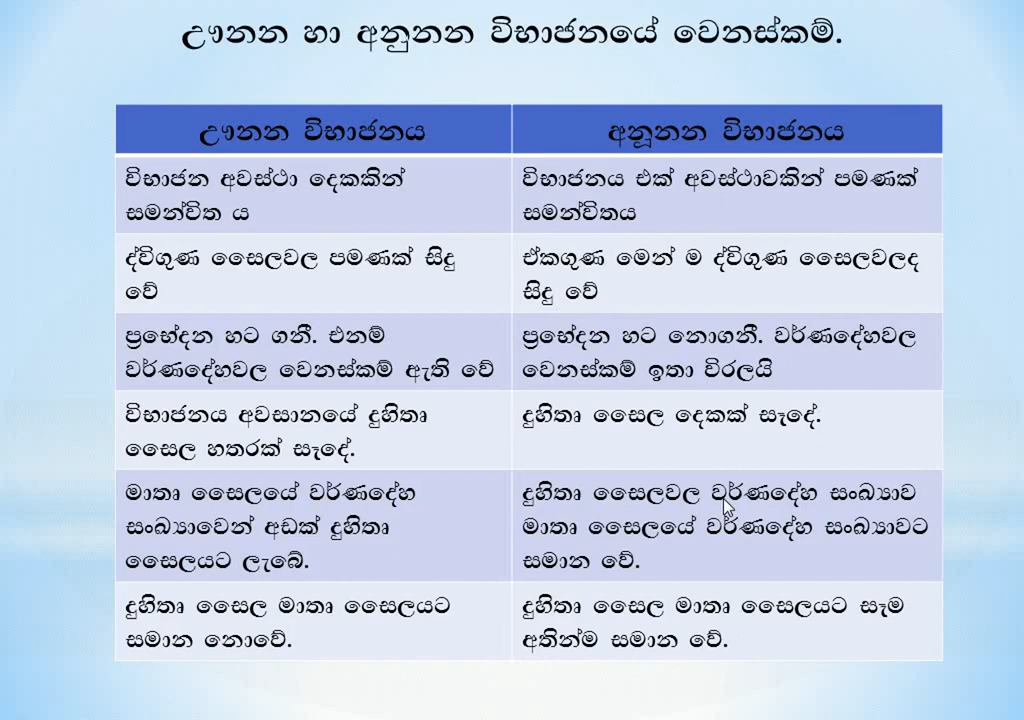 ඌනන හා අනුනන විභාජනයේ වෙනස්කම්.
ඌනන විභාජනය
අනූනන විභාජනය
විභාජන අවස්ථා දෙකකින්
සමන්විත ය
විභාජනය එක් අවස්ථාවකින් පමණක්
සමන්විතය
ද්විගුණ සෛලවල පමණක් සිදු
වේ
ඒකගුණ මෙන් ම ද්විගුණ සෛලවලද
සිදු වේ
ප්‍රභේදන හට ගනී. එනම්
වර්ණදේහවල වෙනස්කම් ඇති වේ
ප්‍රභේදන හට නොගනී. වර්ණදේහවල
වෙනස්කම් ඉතා විරලයි
විභාජනය අවසානයේ දුහිතෘ
සෛල හතරක් සෑදේ.
දුහිතෘ සෛල දෙකක් සෑදේ.
මාතෘ සෛලයේ වර්ණදේහ
සංඛ්‍යාවෙන් අඩක් දුහිතෘ
සෛලයට ලැබේ.
දුහිතෘ සෛලවල වර්ණදේහ සංඛ්‍යාව
මාතෘ සෛලයේ වර්ණදේහ සංඛ්‍යාවට
සමාන වේ.
දුහිතෘ සෛල මාතෘ සෛලයට
සමාන නොවේ.
දුහිතෘ සෛල මාතෘ සෛලයට සෑම
අතින්ම සමාන වේ.